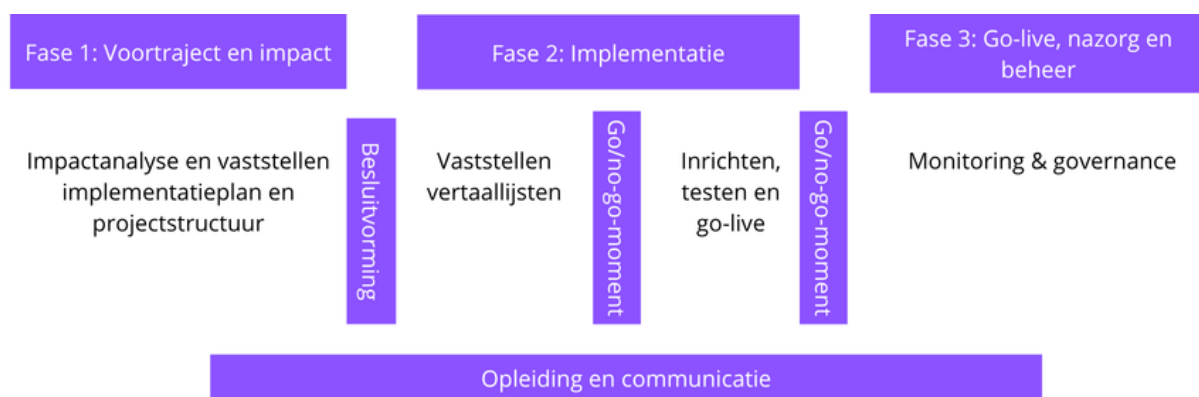 Fase 1: Voortraject en impact
Fase 2: Implementatie
Fase 3: Go-live, nazorg en
beheer
Impactanalyse en vaststellen
implementatieplan en
projectstructuur
Besluitvorming
Vaststellen
vertaallijsten
Go/no-go-moment
Inrichten,
testen en
go-live
Go/no-go-moment
Monitoring & governance
Opleiding en communicatie